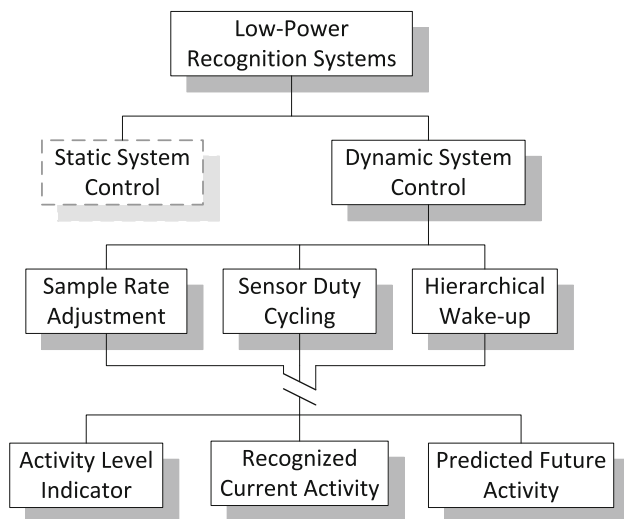 Low-Power
Recognition Systems
Static System
Control
Dynamic System
Control
Sample Rate
Adjustment
Sensor Duty
Cycling
Hierarchical
Wake-up
Activity Level
Indicator
Recognized
Current Activity
Predicted Future
Activity